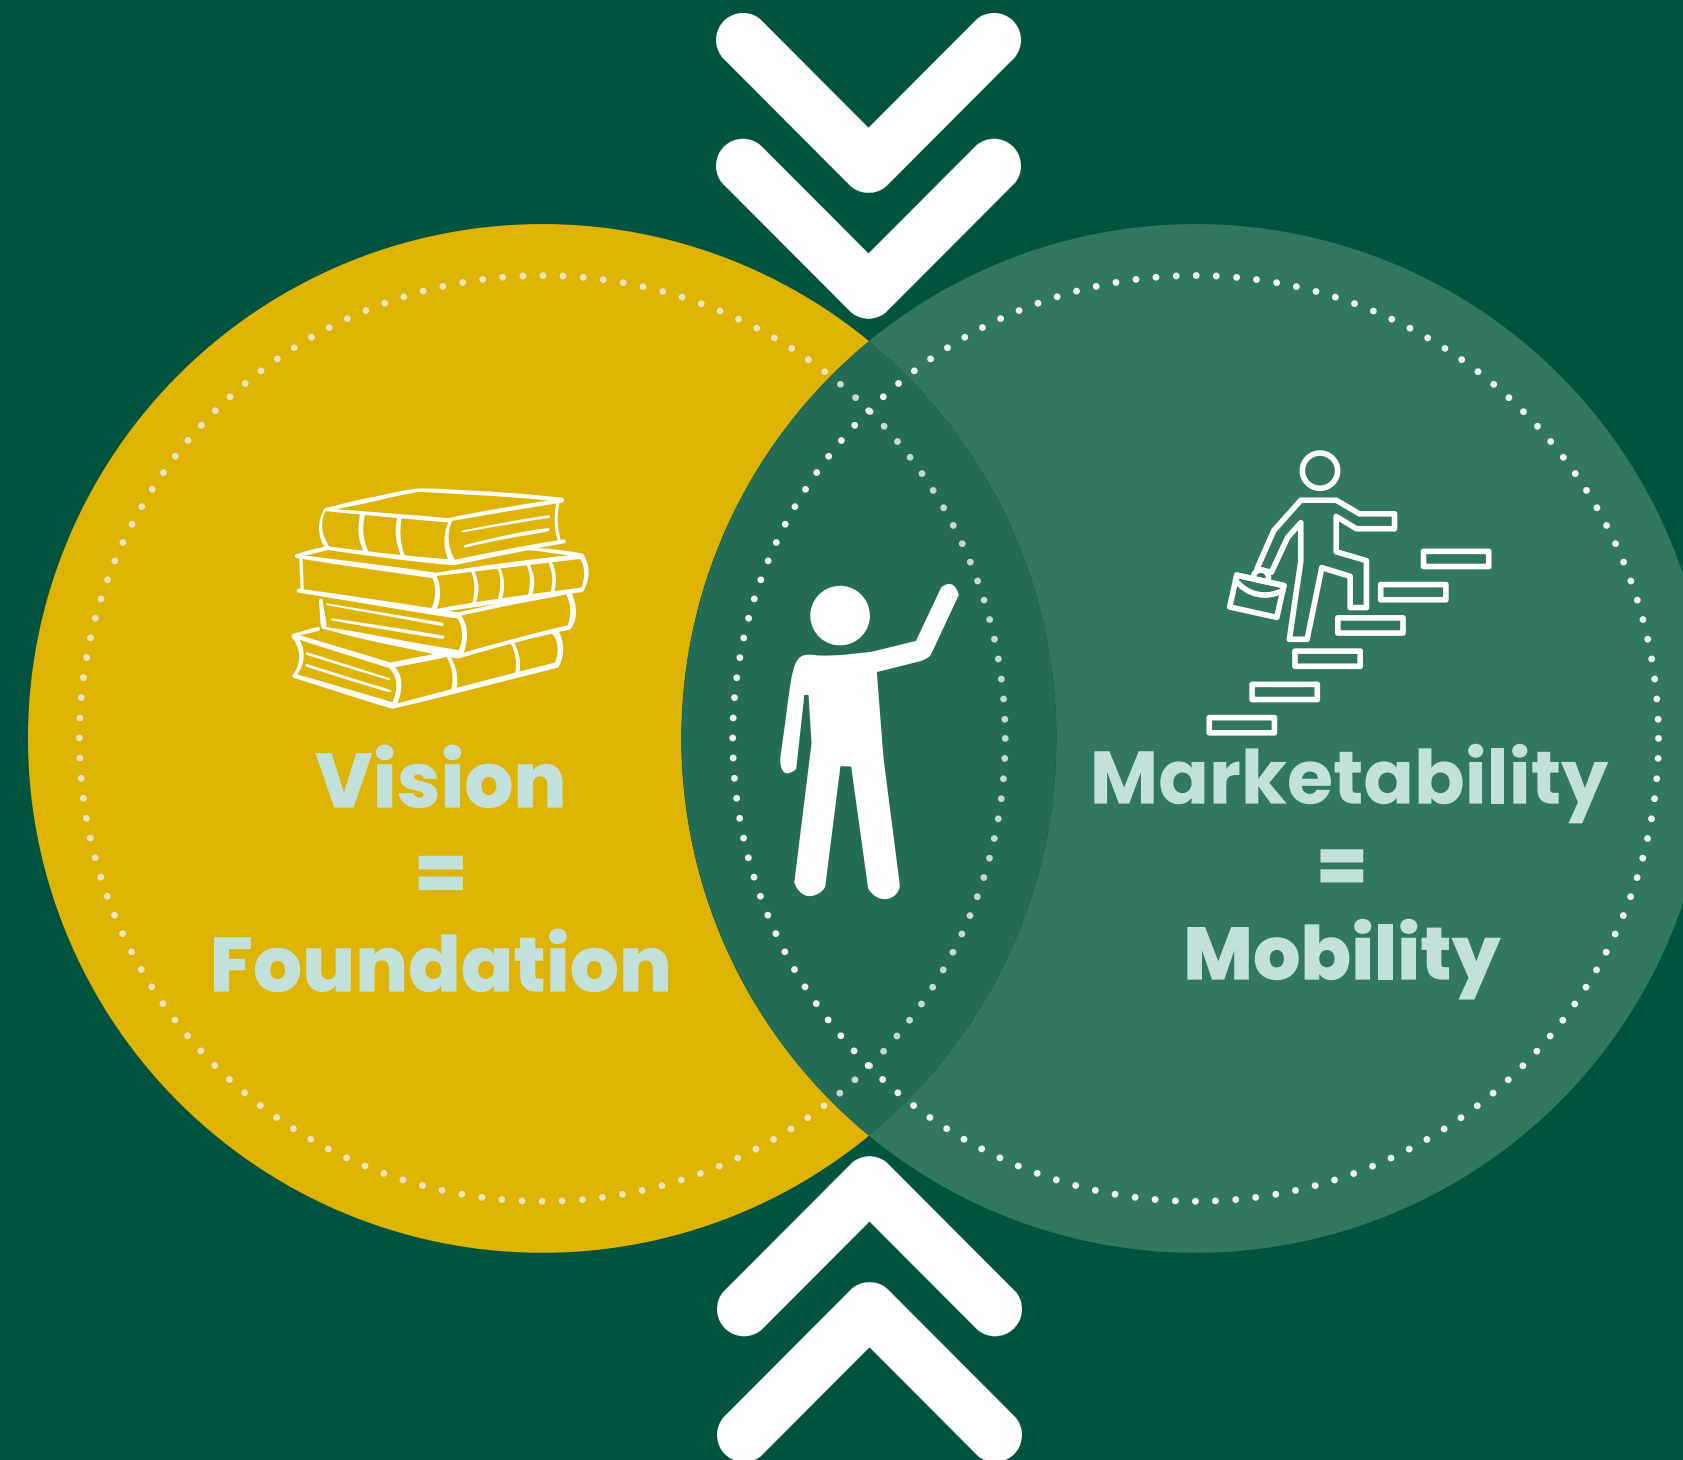 Vision
=
Foundation
Marketability
=
Mobility